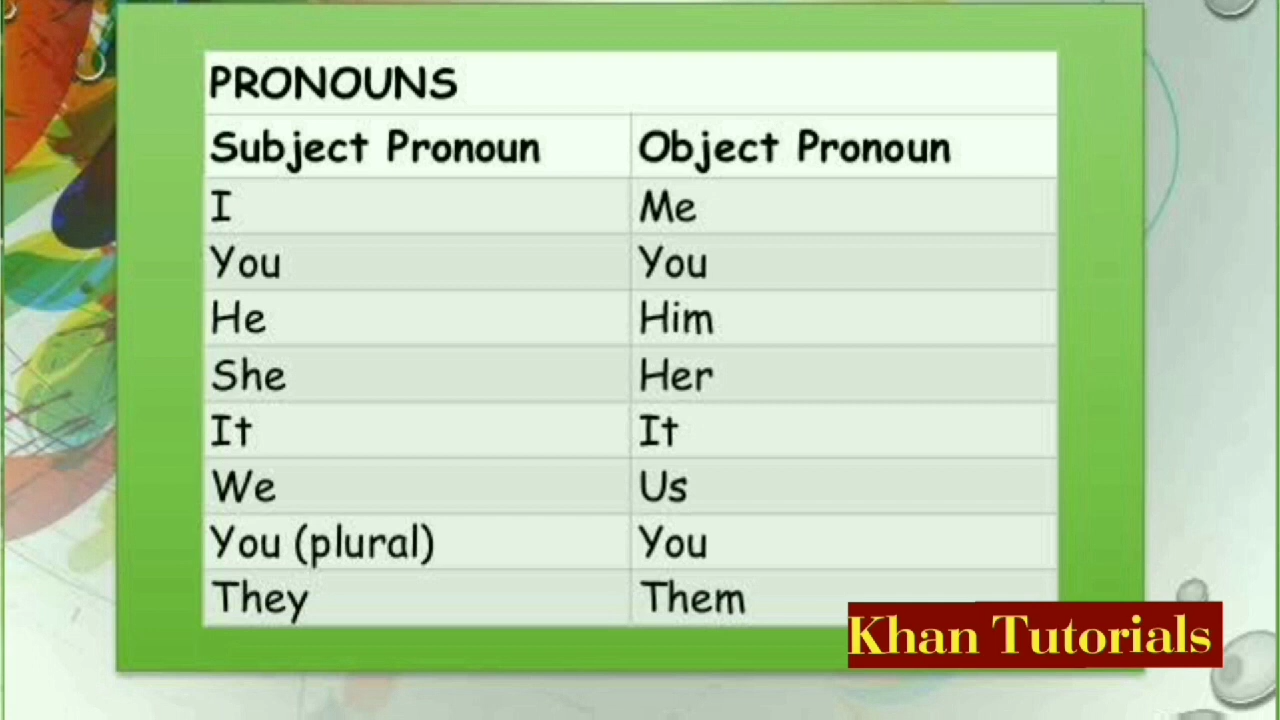 PRONOUNS
Subject Pronoun Object Pronoun
I Me
You You
He Him
She Her
It It
We Us
You (plural) You
They Them
Khan Tutorials